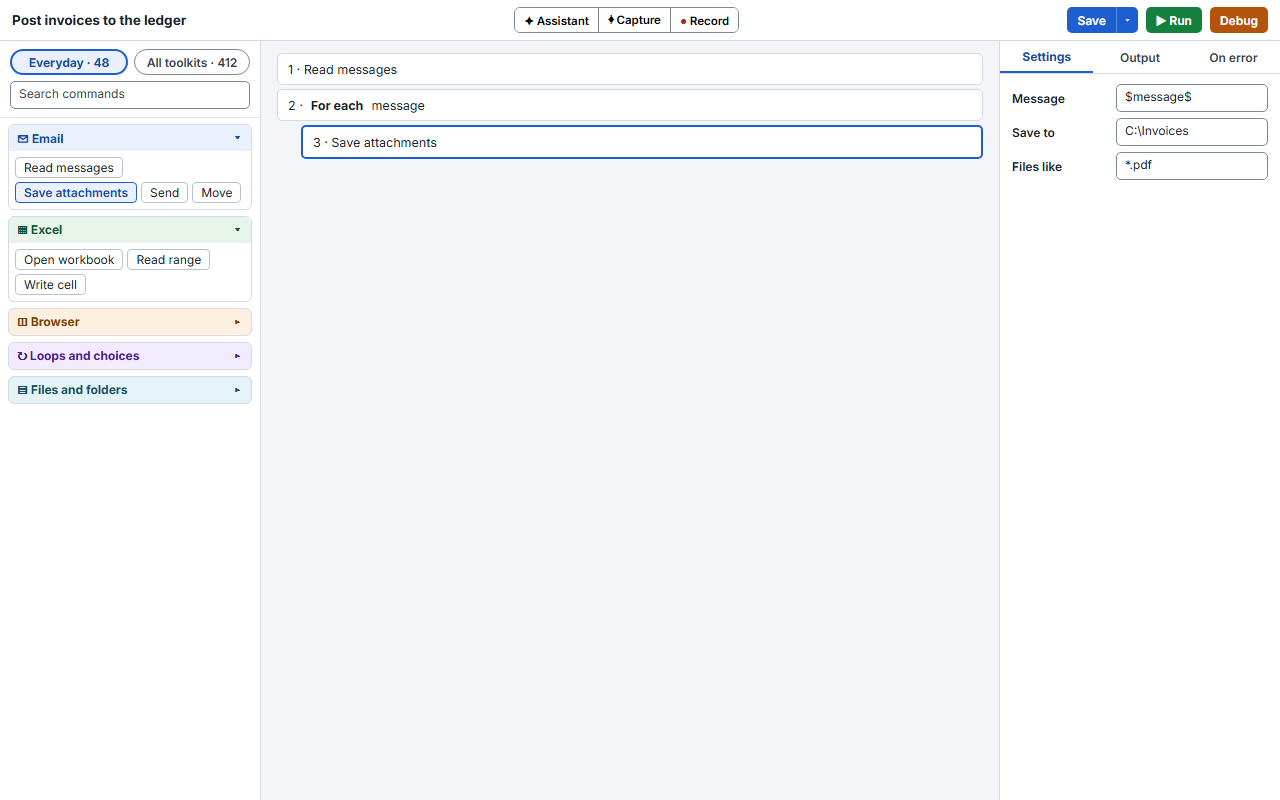 Post invoices to the ledger
Assistant
Capture
Record
Save
Run
Debug
Everyday · 48
All toolkits · 412
Search commands
Email
Read messages
Save attachments
Send
Move
Excel
Open workbook
Read range
Write cell
Browser
Loops and choices
Files and folders
1 · Read messages
2 · For each message
3 · Save attachments
Settings
Output
On error
Message
$message$
Save to
C:\Invoices
Files like
*.pdf